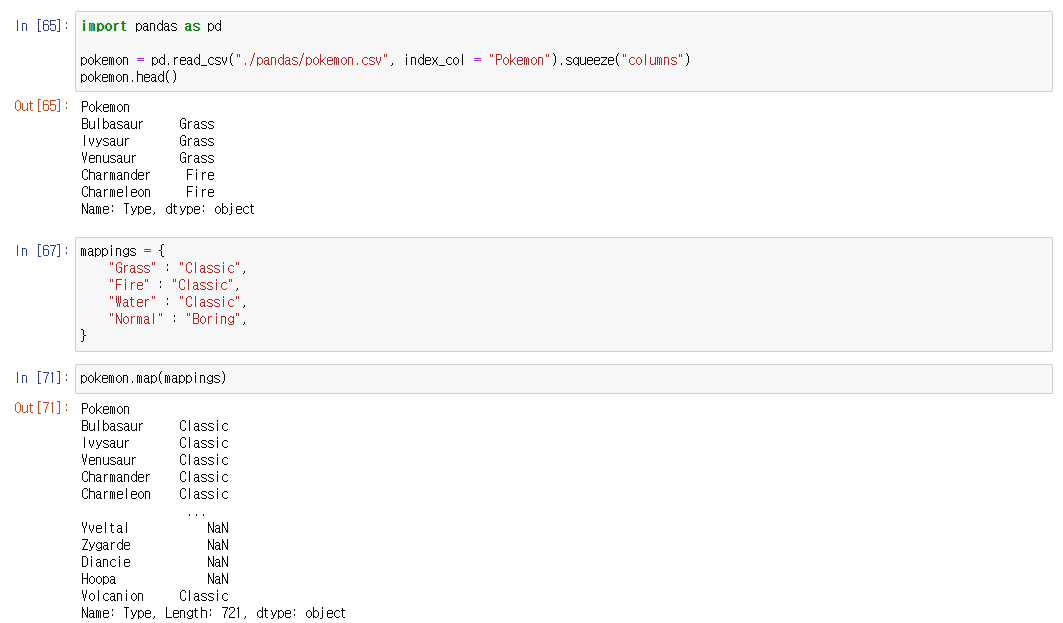 In [65]:
import pandas as pd
pokemon = pd.read_csv("./pandas/pokemon.csv", index_col = "Pokemon").squeeze("columns")
pokemon.head()
Out[65]:
Pokemon
Bulbasaur Grass
Ivysaur Grass
Venusaur Grass
Charmander Fire
Charmeleon Fire
Name: Type, dtype: object
In [67]:
mappings = {
"Grass" : "Classic",
"Fire" : "Classic",
"Water" : "Classic",
"Normal" : "Boring",
}
In [71]:
pokemon.map(mappings)
Out[71]:
Pokemon
Bulbasaur Classic
Ivysaur Classic
Venusaur Classic
Charmander Classic
Charmeleon Classic
...
Yveltal NaN
Zygarde NaN
Diancie NaN
Hoopa NaN
Volcanion Classic
Name: Type, Length: 721, dtype: object